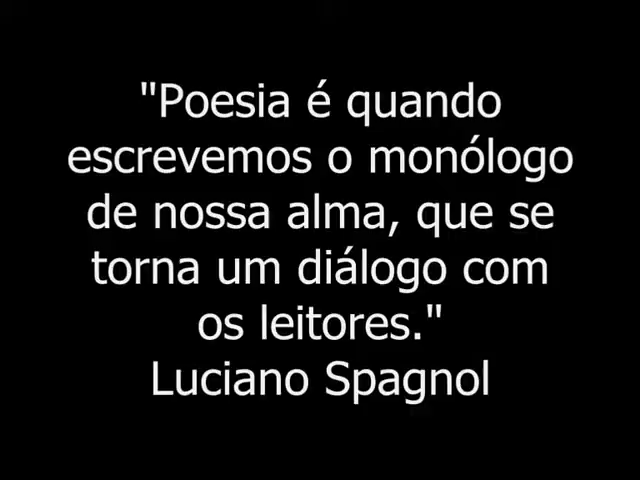 "Poesia é quando
escrevemos o monólogo
de nossa alma, que se
torna um diálogo com
os leitores."
Luciano Spagnol